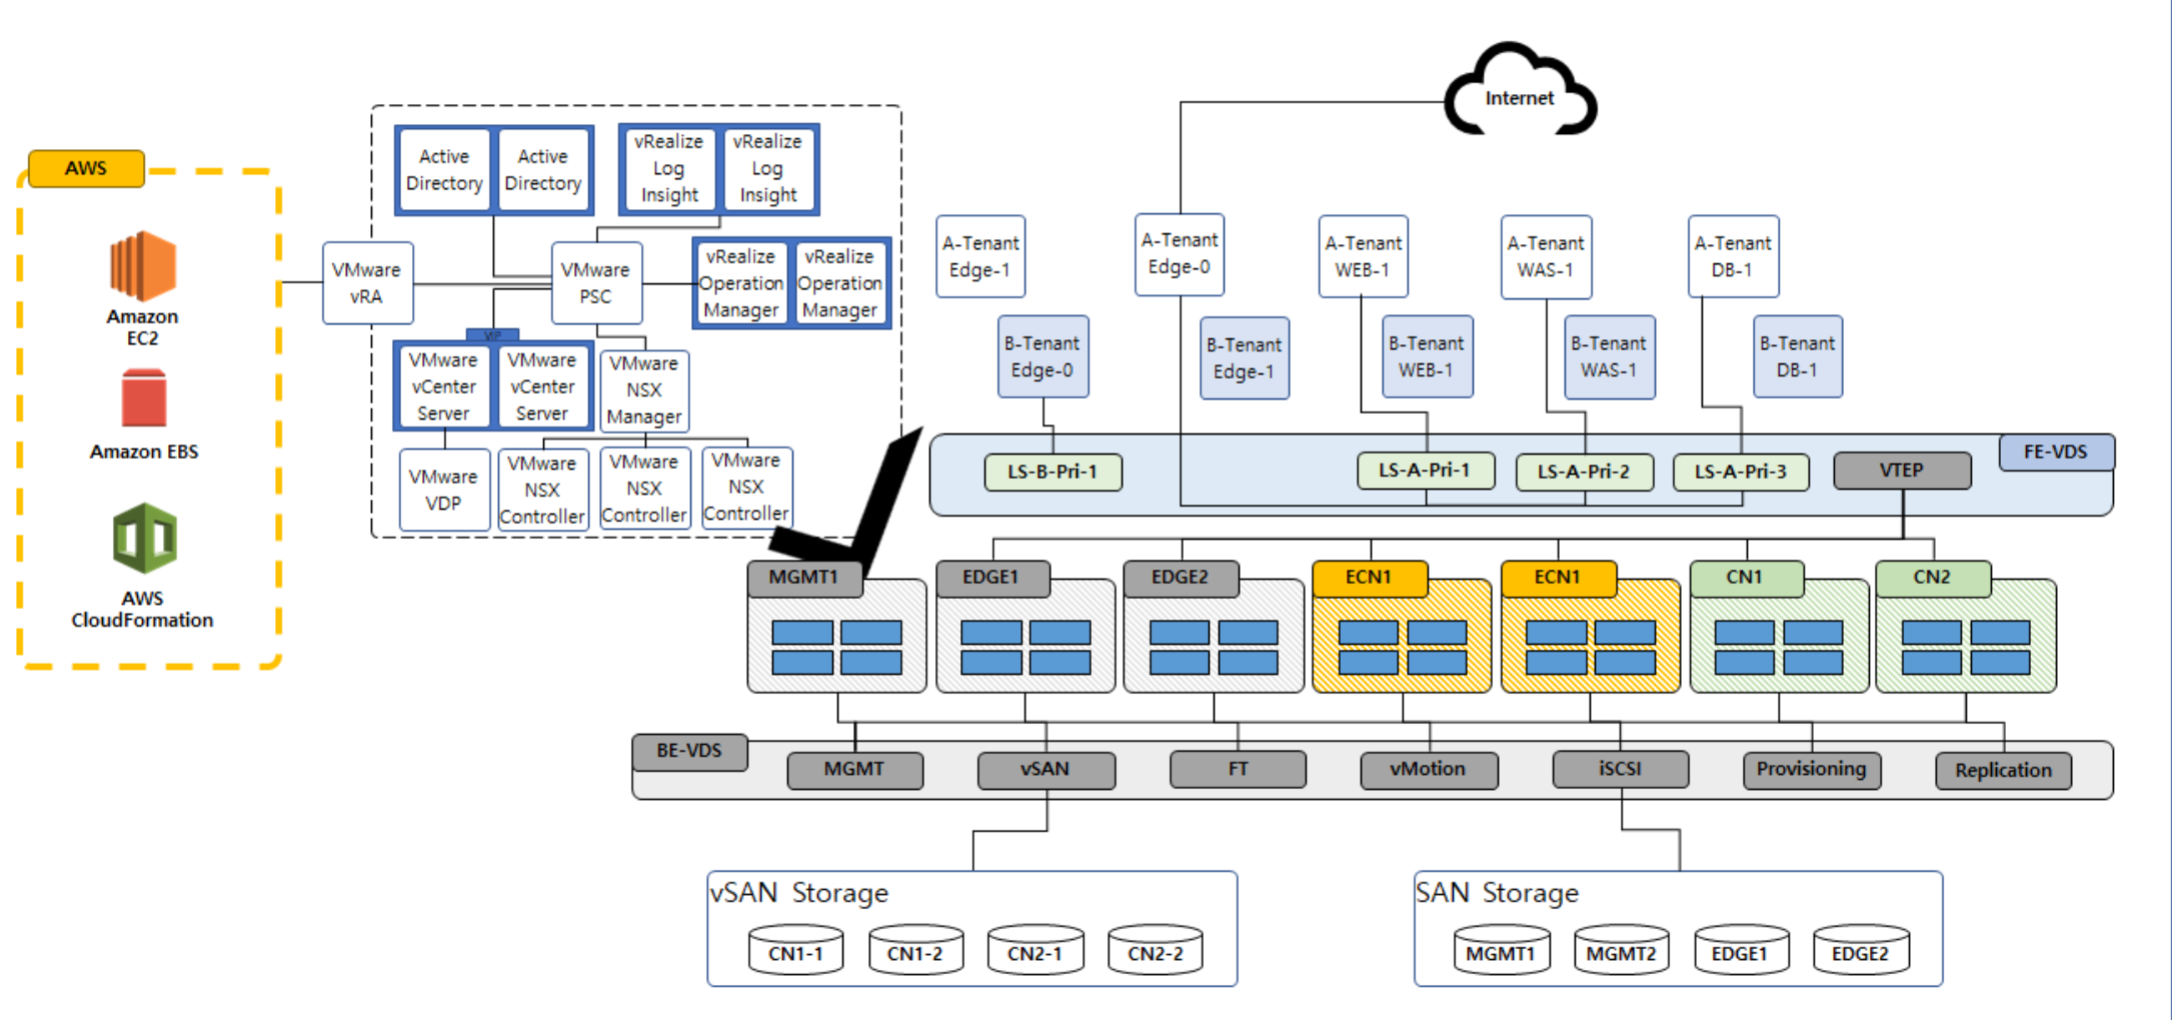 Internet
AWS
Amazon
EC2
Amazon EBS
AWS
CloudFormation
VMware
vRA
Active
Directory
Active
Directory
vRealize
Log
Insight
vRealize
Log
Insight
VMware
PSC
vRealize
Operation
Manager
vRealize
Operation
Manager
VIP
VMware
vCenter
Server
VMware
vCenter
Server
VMware
NSX
Manager
VMware
VDP
VMware
NSX
Controller
VMware
NSX
Controller
VMware
NSX
Controller
A-Tenant
Edge-1
A-Tenant
Edge-0
A-Tenant
WEB-1
A-Tenant
WAS-1
A-Tenant
DB-1
B-Tenant
Edge-0
B-Tenant
Edge-1
B-Tenant
WEB-1
B-Tenant
WAS-1
B-Tenant
DB-1
FE-VDS
LS-B-Pri-1
LS-A-Pri-1
LS-A-Pri-2
LS-A-Pri-3
VTEP
MGMT1
EDGE1
EDGE2
ECN1
ECN1
CN1
CN2
BE-VDS
MGMT
vSAN
FT
vMotion
iSCSI
Provisioning
Replication
vSAN Storage
CN1-1
CN1-2
CN2-1
CN2-2
SAN Storage
MGMT1
MGMT2
EDGE1
EDGE2